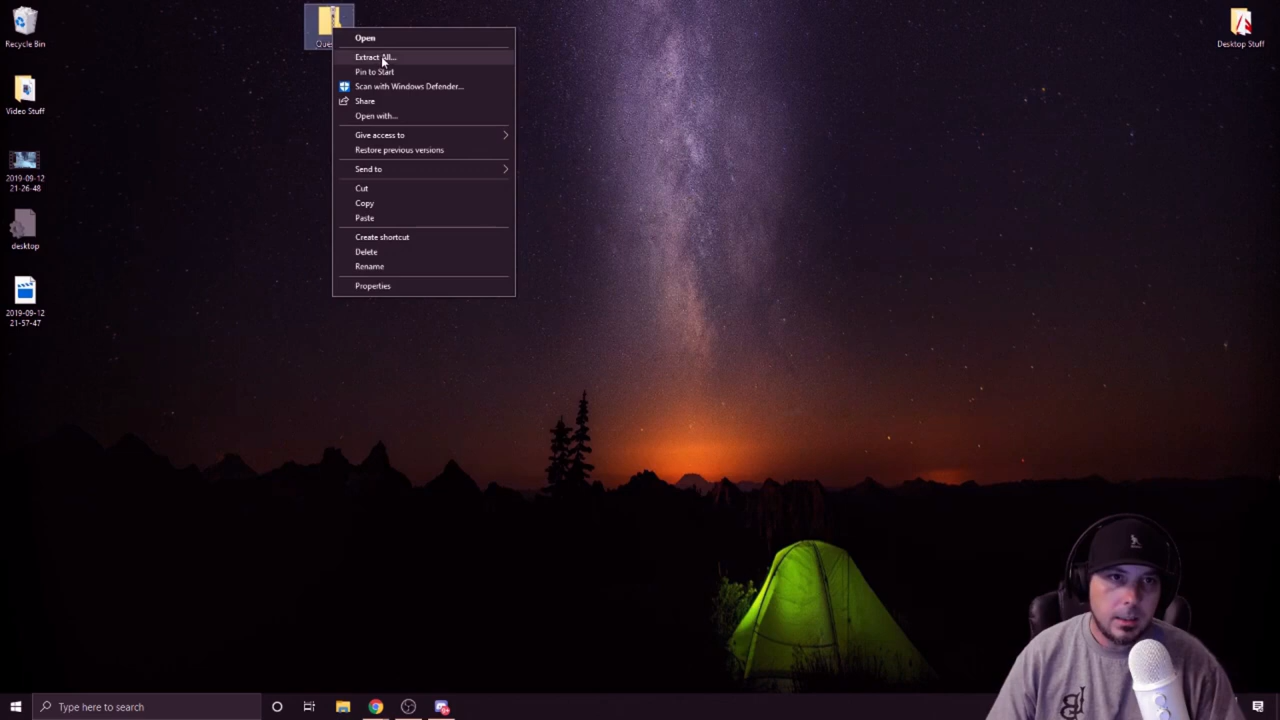 Recycle Bin
Video Stuff
2019-09-12
21-26-48
desktop
2019-09-12
21-57-47
Open
Extract All...
Pin to Start
Scan with Windows Defender...
Share
Open with...
Give access to
Restore previous versions
Send to
Cut
Copy
Paste
Create shortcut
Delete
Rename
Properties
Desktop Stuff
Type here to search